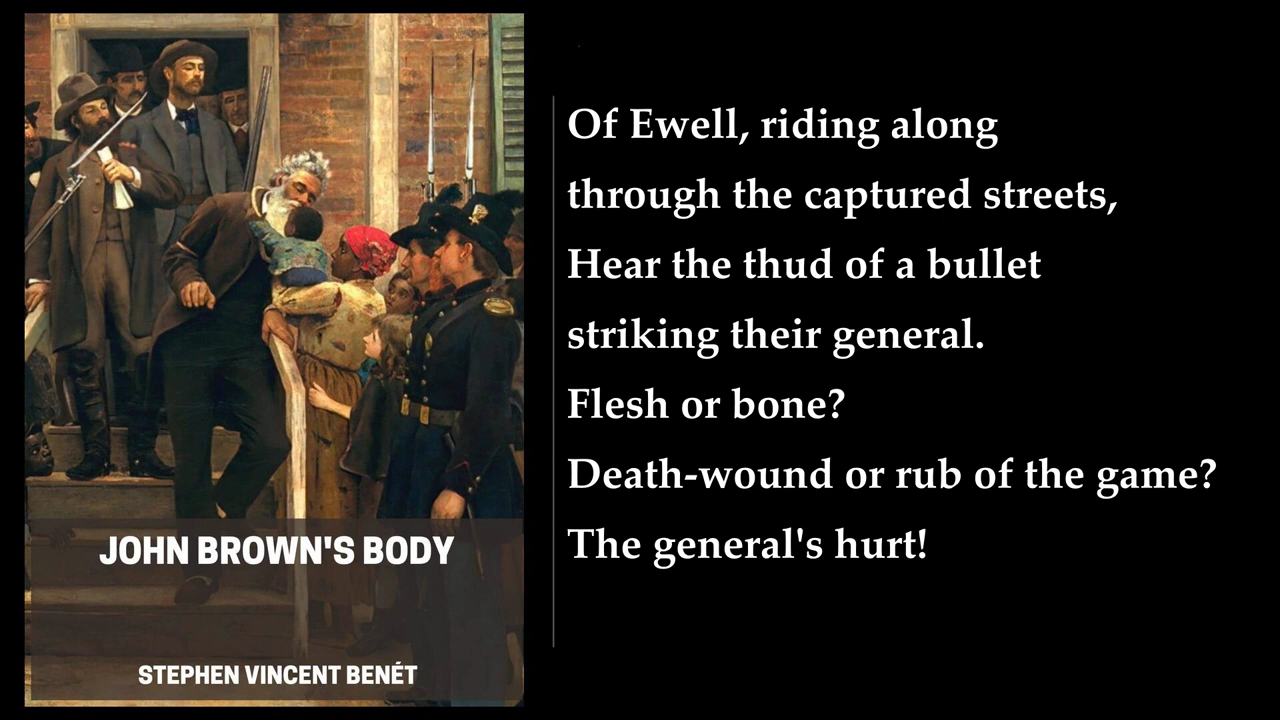 JOHN BROWN'S BODY
STEPHEN VINCENT BENÉT
Of Ewell, riding along
through the captured streets,
Hear the thud of a bullet
striking their general.
Flesh or bone?
Death-wound or rub of the game?
The general's hurt!